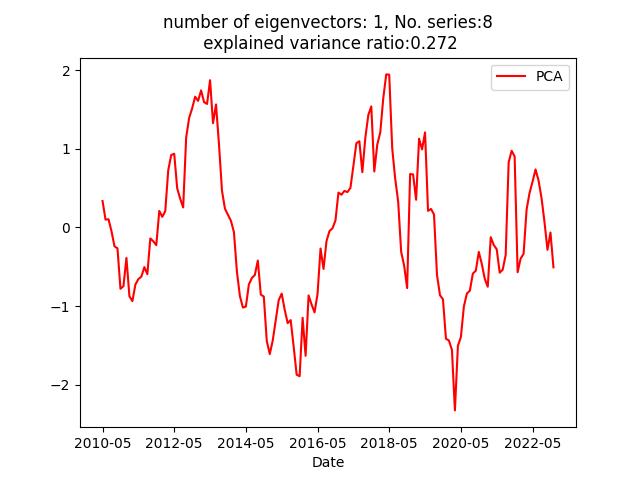 number of eigenvectors: 1, No. series:8
explained variance ratio:0.272
PCA
2
1
0
−1
−2
2010-05 2012-05 2014-05 2016-05 2018-05 2020-05 2022-05
Date